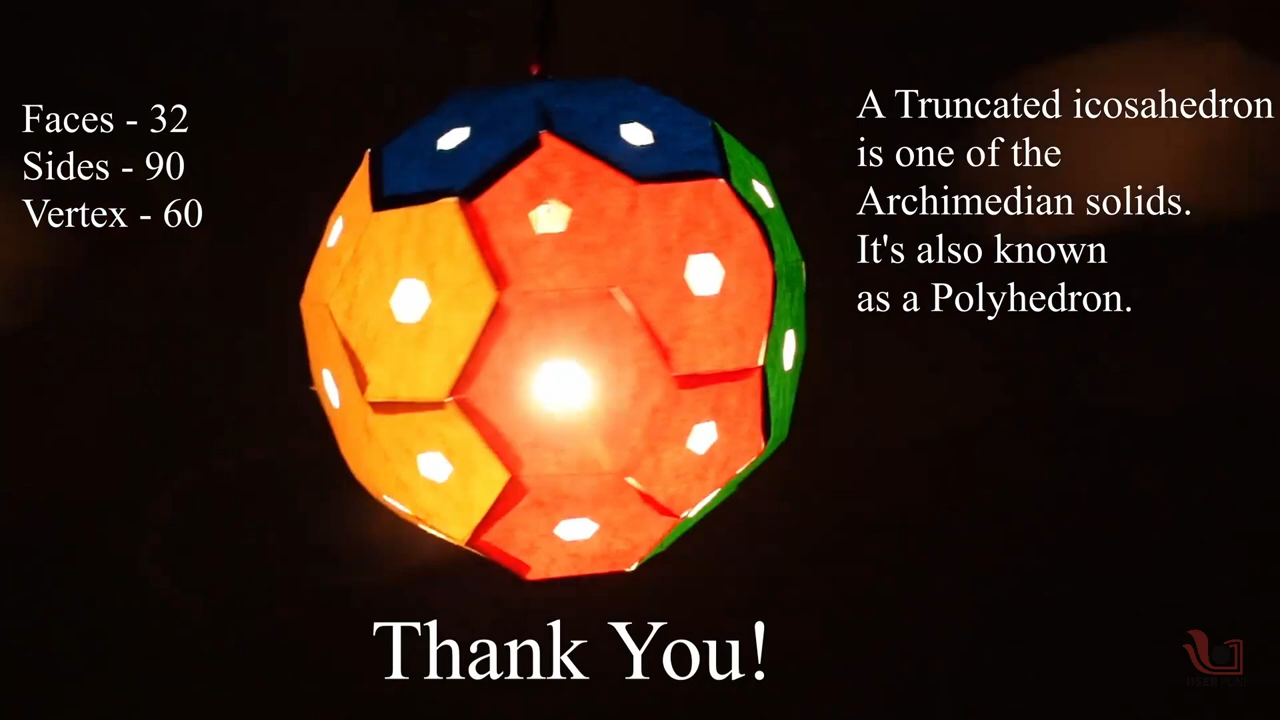 Faces - 32
Sides - 90
Vertex - 60
A Truncated icosahedron
is one of the
Archimedian solids.
It's also known
as a Polyhedron.
Thank You!